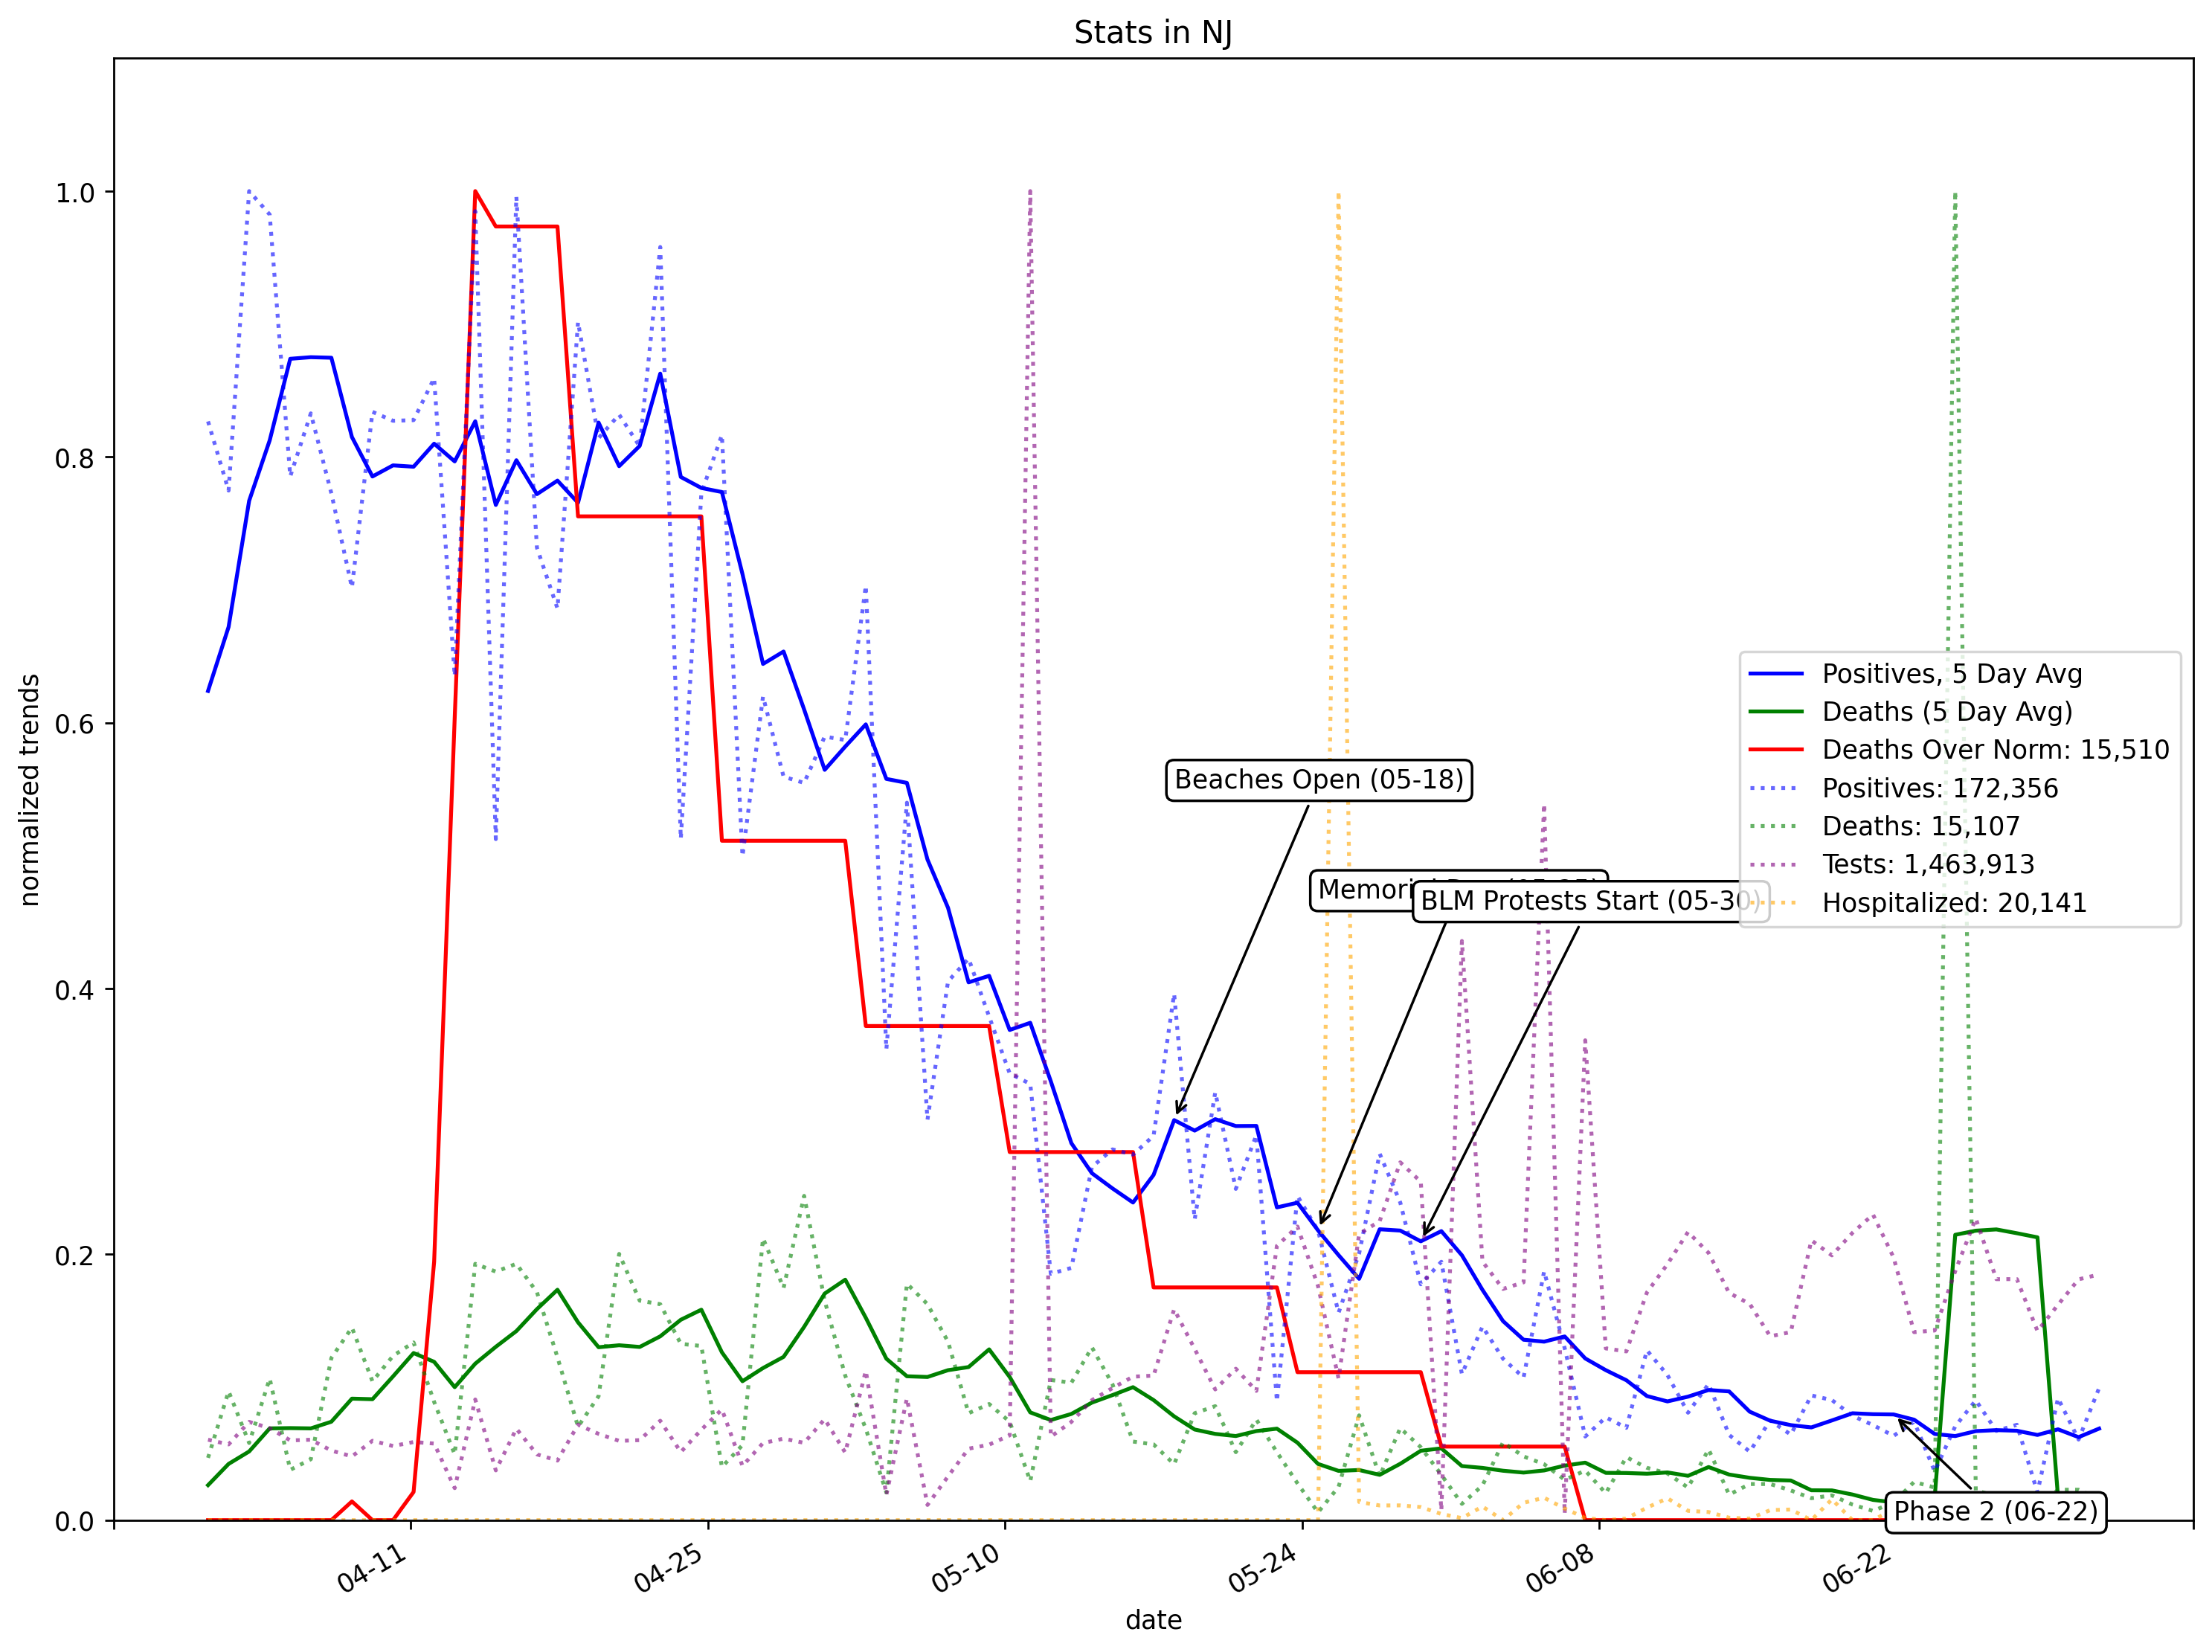 Stats in NJ
1.0
0.8
0.6
0.4
0.2
0.0
normalized trends
Positives, 5 Day Avg
Deaths (5 Day Avg)
Deaths Over Norm: 15,510
Positives: 172,356
Deaths: 15,107
Tests: 1,463,913
Hospitalized: 20,141
Beaches Open (05-18)
BLM Protests Start (05-30)
Phase 2 (06-22)
04-11
04-25
05-10
05-24
06-08
06-22
date